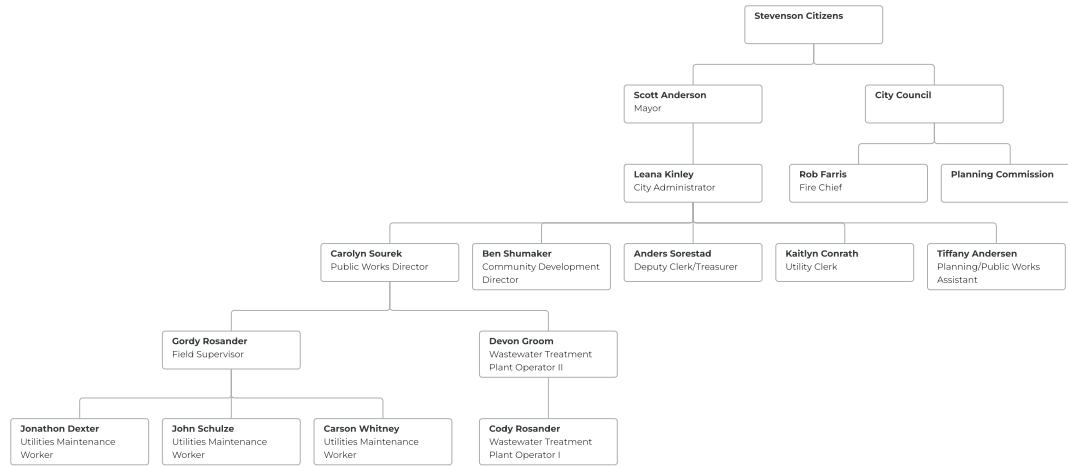 Stevenson Citizens
Scott Anderson
Mayor
City Council
Leana Kinley
City Administrator
Rob Farris
Fire Chief
Planning Commission
Carolyn Sourek
Public Works Director
Ben Shumaker
Community Development
Director
Anders Sorestad
Deputy Clerk/Treasurer
Kaitlyn Conrath
Utility Clerk
Tiffany Andersen
Planning/Public Works
Assistant
Gordy Rosander
Field Supervisor
Devon Groom
Wastewater Treatment
Plant Operator II
Jonathon Dexter
Utilities Maintenance
Worker
John Schulze
Utilities Maintenance
Worker
Carson Whitney
Utilities Maintenance
Worker
Cody Rosander
Wastewater Treatment
Plant Operator I